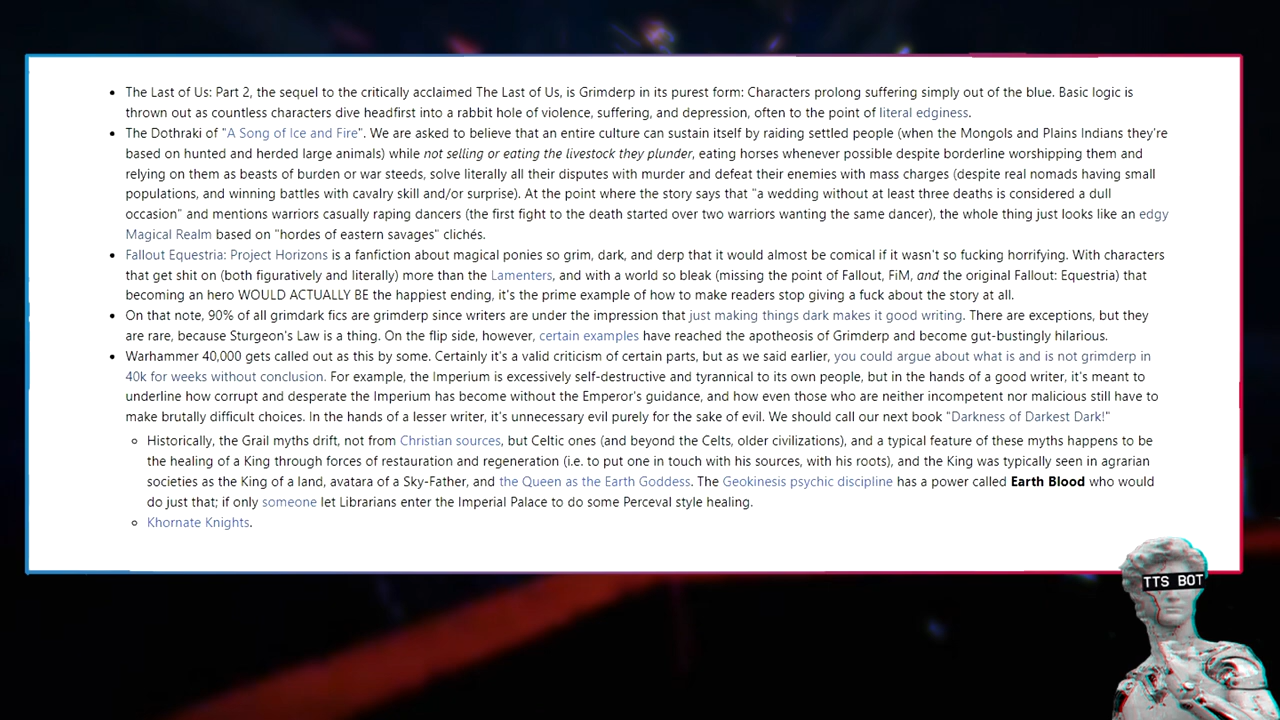 The Last of Us: Part 2, the sequel to the critically acclaimed The Last of Us, is Grimderp in its purest form: Characters prolong suffering simply out of the blue. Basic logic is
thrown out as countless characters dive headfirst into a rabbit hole of violence, suffering, and depression, often to the point of literal edginess.
The Dothraki of "A Song of Ice and Fire". We are asked to believe that an entire culture can sustain itself by raiding settled people (when the Mongols and Plains Indians they're
based on hunted and herded large animals) while not selling or eating the livestock they plunder, eating horses whenever possible despite borderline worshipping them and
relying on them as beasts of burden or war steeds, solve literally all their disputes with murder and defeat their enemies with mass charges (despite real nomads having small
populations, and winning battles with cavalry skill and/or surprise). At the point where the story says that "a wedding without at least three deaths is considered a dull
occasion" and mentions warriors casually raping dancers (the first fight to the death started over two warriors wanting the same dancer), the whole thing just looks like an edgy
Magical Realm based on "hordes of eastern savages" clichés.
Fallout Equestria: Project Horizons is a fanfiction about magical ponies so grim, dark, and derp that it would almost be comical if it wasn't so fucking horrifying. With characters
that get shit on (both figuratively and literally) more than the Lamenters, and with a world so bleak (missing the point of Fallout, FiM, and the original Fallout: Equestria) that
becoming an hero WOULD ACTUALLY BE the happiest ending, it's the prime example of how to make readers stop giving a fuck about the story at all.
On that note, 90% of all grimdark fics are grimderp since writers are under the impression that just making things dark makes it good writing. There are exceptions, but they
are rare, because Sturgeon's Law is a thing. On the flip side, however, certain examples have reached the apotheosis of Grimderp and become gut-bustingly hilarious.
Warhammer 40,000 gets called out as this by some. Certainly it's a valid criticism of certain parts, but as we said earlier, you could argue about what is and is not grimderp in
40k for weeks without conclusion. For example, the Imperium is excessively self-destructive and tyrannical to its own people, but in the hands of a good writer, it's meant to
underline how corrupt and desperate the Imperium has become without the Emperor's guidance, and how even those who are neither incompetent nor malicious still have to
make brutally difficult choices. In the hands of a lesser writer, it's unnecessary evil purely for the sake of evil. We should call our next book "Darkness of Darkest Dark!"
Historically, the Grail myths drift, not from Christian sources, but Celtic ones (and beyond the Celts, older civilizations), and a typical feature of these myths happens to be
the healing of a King through forces of restauration and regeneration (i.e. to put one in touch with his sources, with his roots), and the King was typically seen in agrarian
societies as the King of a land, avatara of a Sky-Father, and the Queen as the Earth Goddess. The Geokinesis psychic discipline has a power called Earth Blood who would
do just that; if only someone let Librarians enter the Imperial Palace to do some Perceval style healing.
Khornate Knights.
TTS BOT